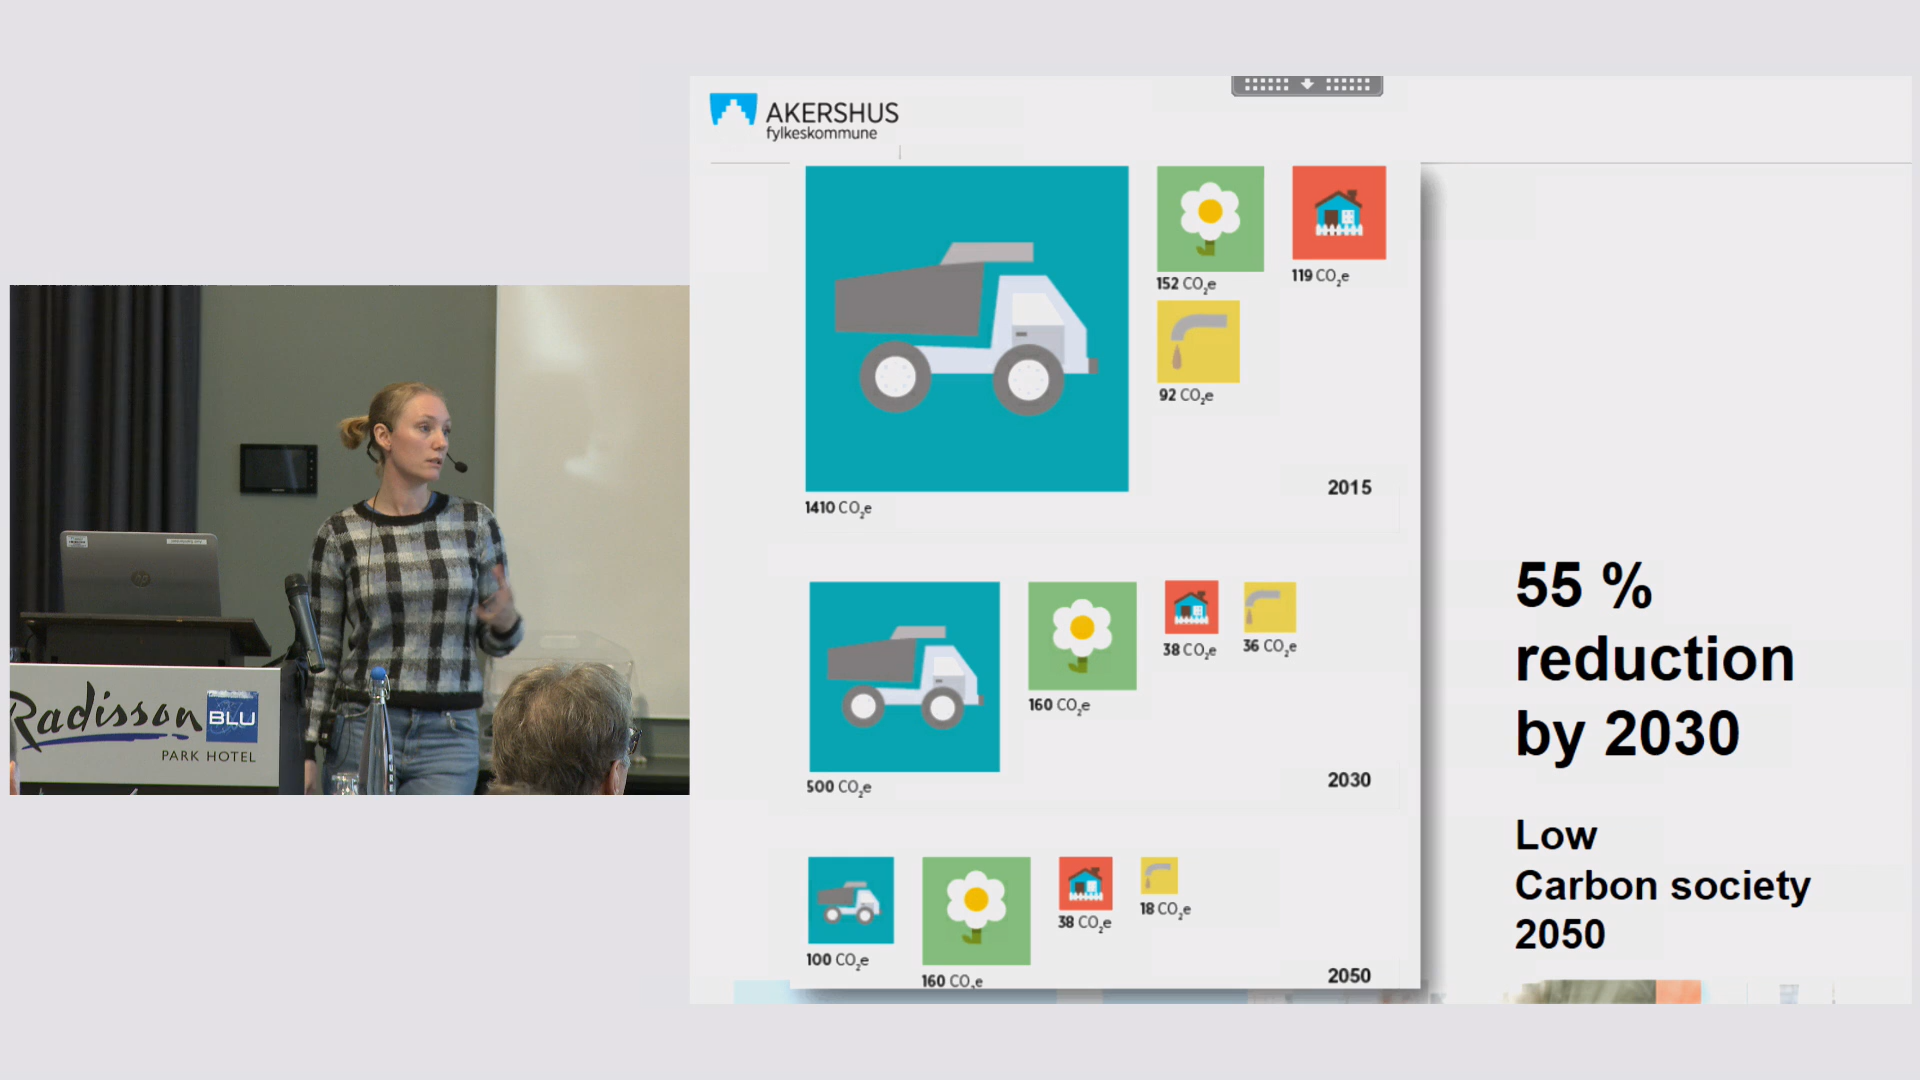 AKERSHUS
fylkeskommune
1410 CO₂e
152 CO₂e
119 CO₂e
92 CO₂e
2015
500 CO₂e
160 CO₂e
38 CO₂e
36 CO₂e
2030
100 CO₂e
160 CO₂e
38 CO₂e
18 CO₂e
2050
55 %
reduction
by 2030
Low
Carbon society
2050
Radisson BLU
PARK HOTEL
hp